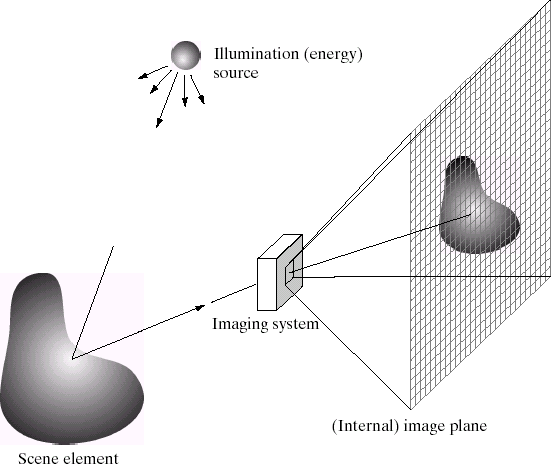 Illumination (energy)
source
Imaging system
(Internal) image plane
Scene element